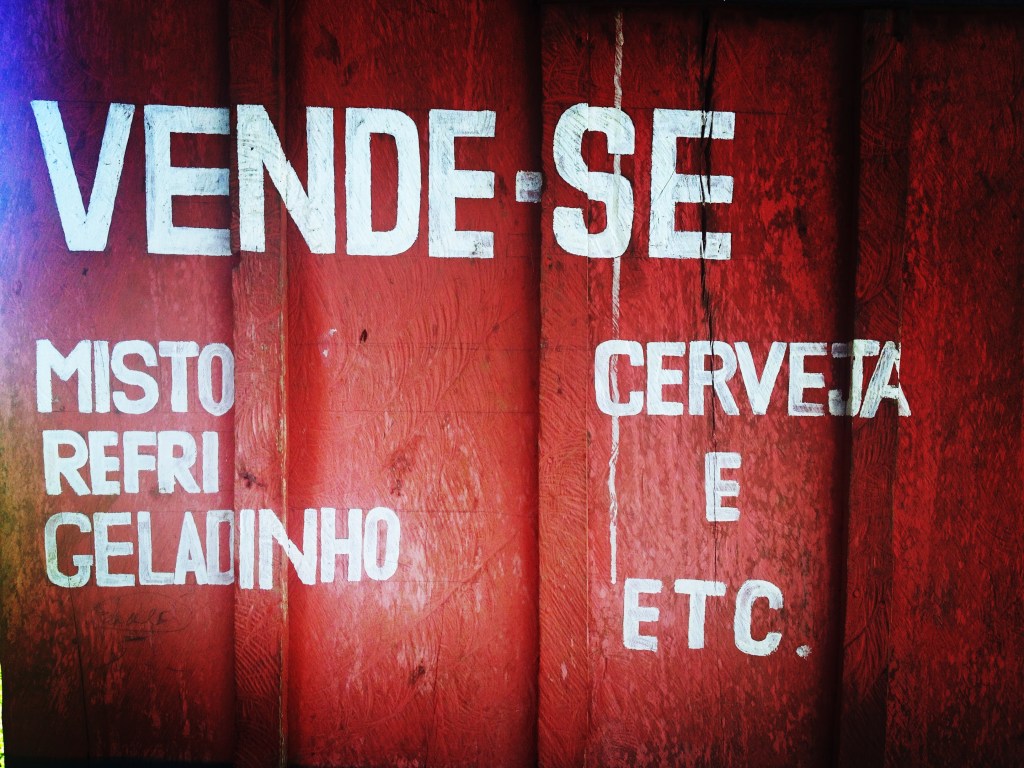 VENDE-SE
MISTO
REFRI
GELADINHO
CERVEJA
E
ETC.